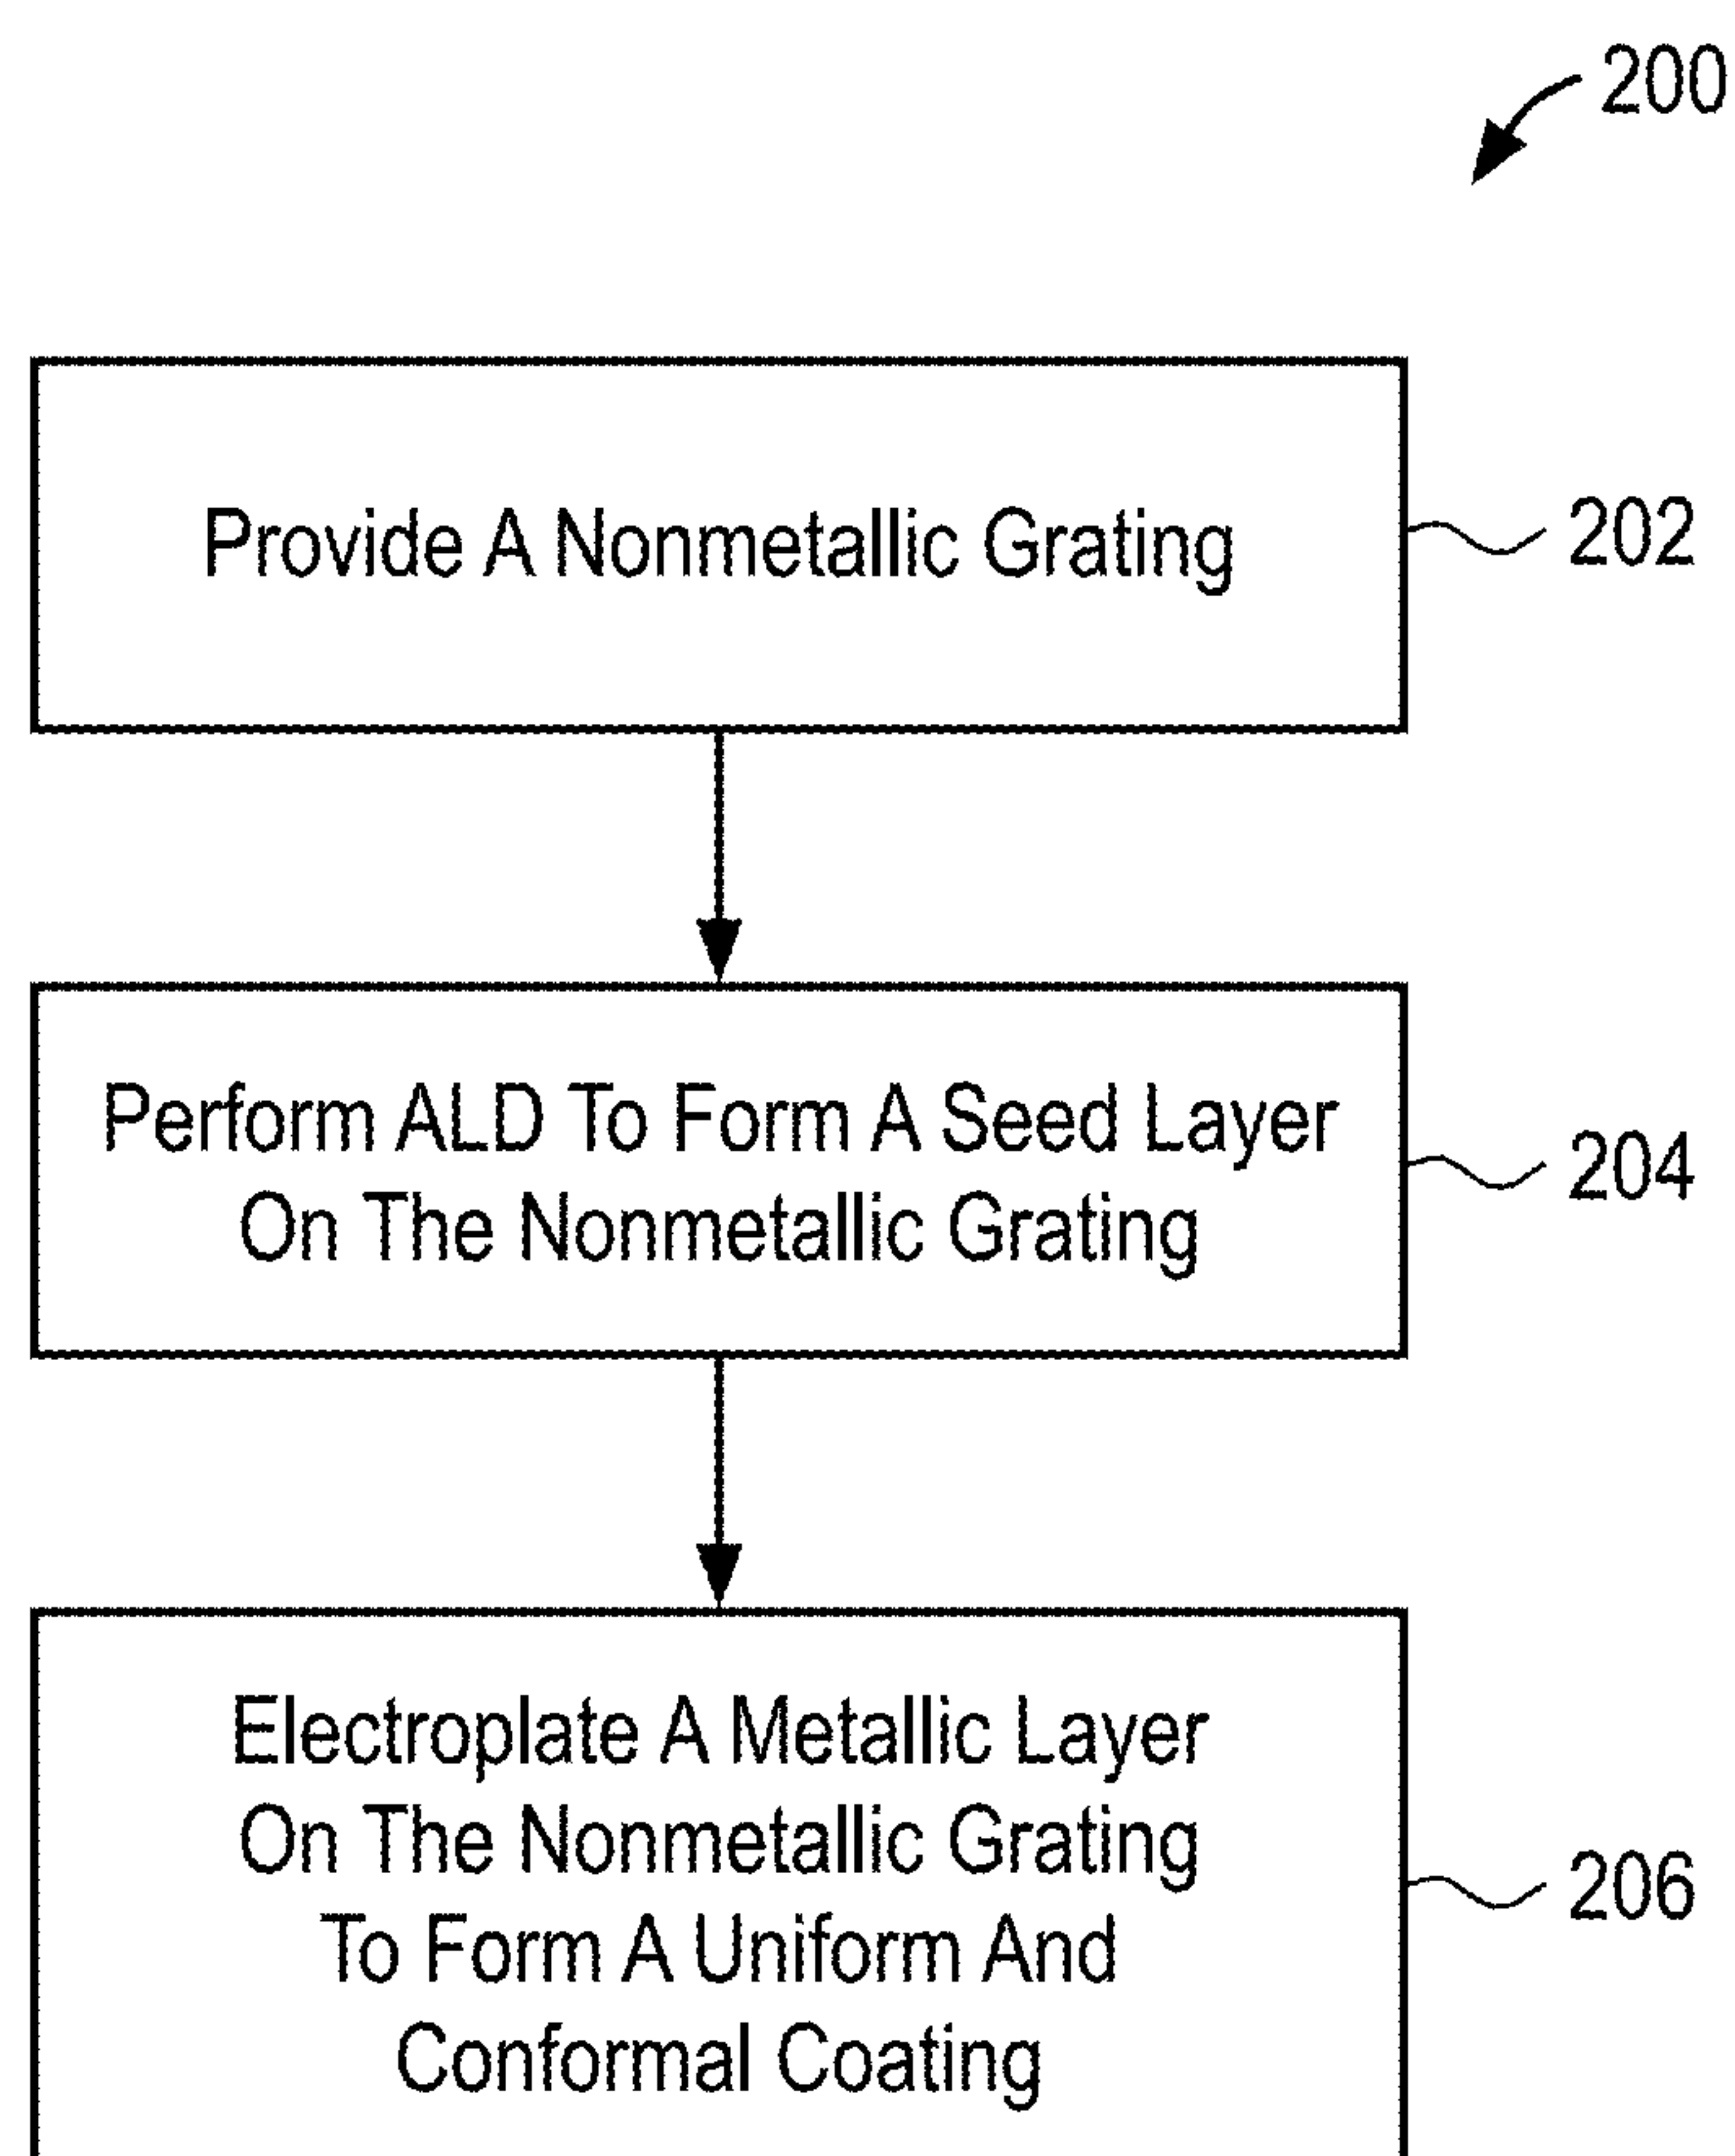 200
Provide A Nonmetallic Grating
202
Perform ALD To Form A Seed Layer
On The Nonmetallic Grating
204
Electroplate A Metallic Layer
On The Nonmetallic Grating
To Form A Uniform And
Conformal Coating
206